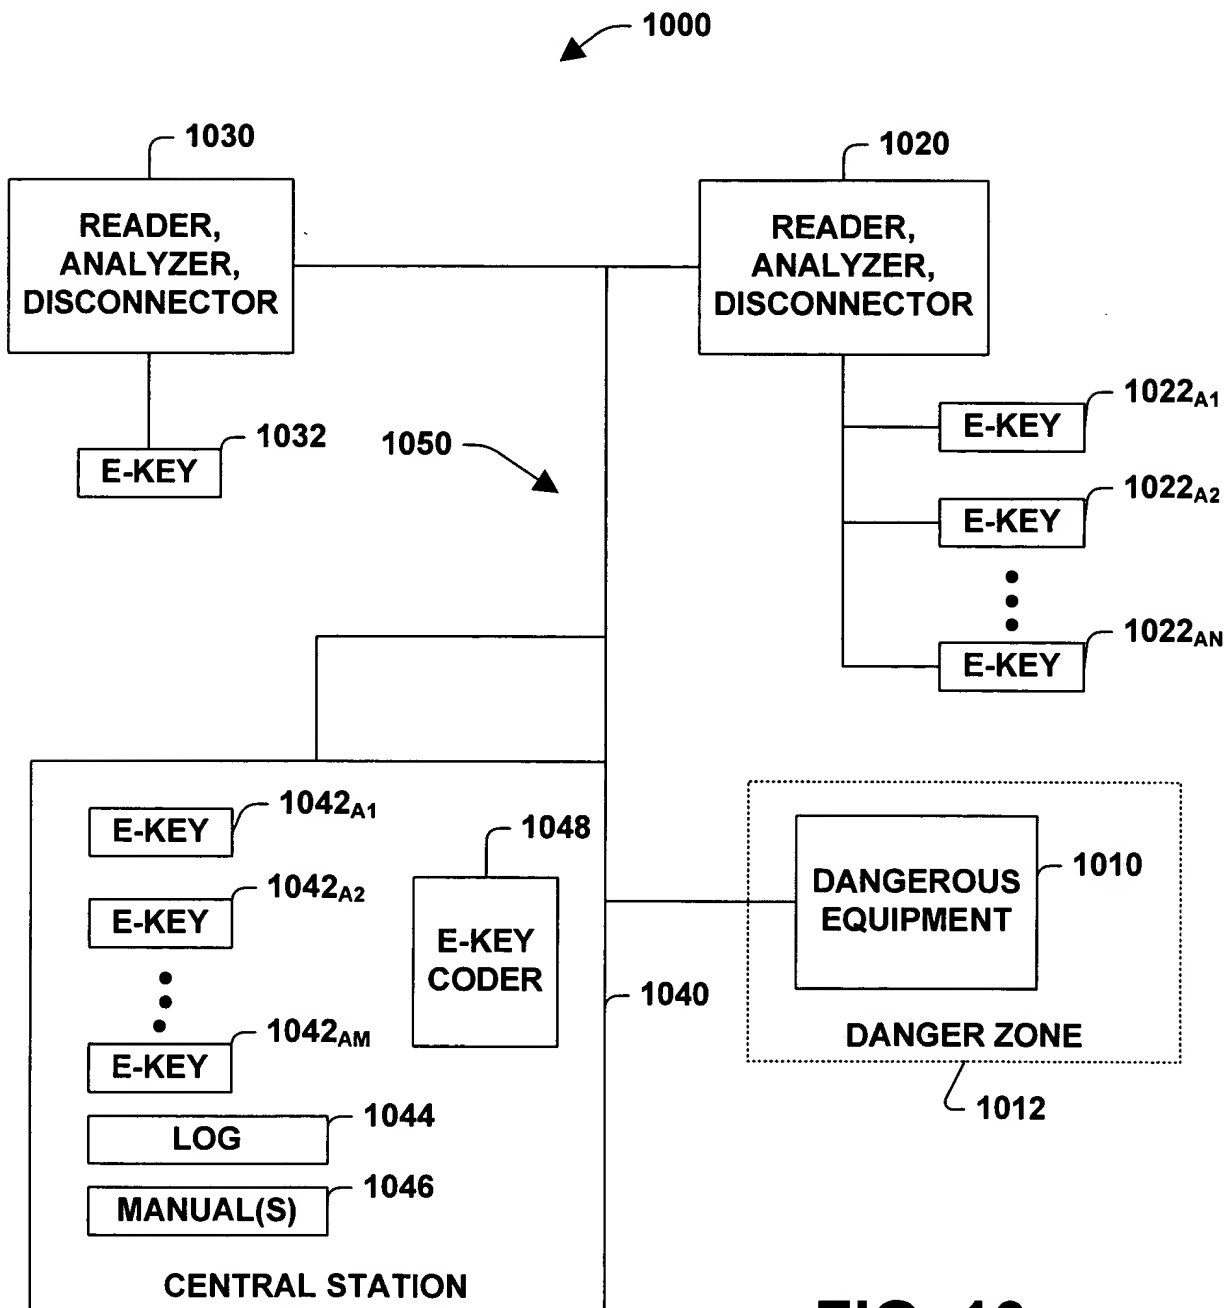 1000
1030
1020
READER,
ANALYZER,
DISCONNECTOR
READER,
ANALYZER,
DISCONNECTOR
1032
E-KEY
1050
1022A1
E-KEY
1022A2
E-KEY
1022AN
E-KEY
1042A1
E-KEY
1042A2
E-KEY
1042AM
E-KEY
1048
E-KEY
CODER
1044
LOG
1046
MANUAL(S)
CENTRAL STATION
1040
DANGEROUS
EQUIPMENT
1010
DANGER ZONE
1012